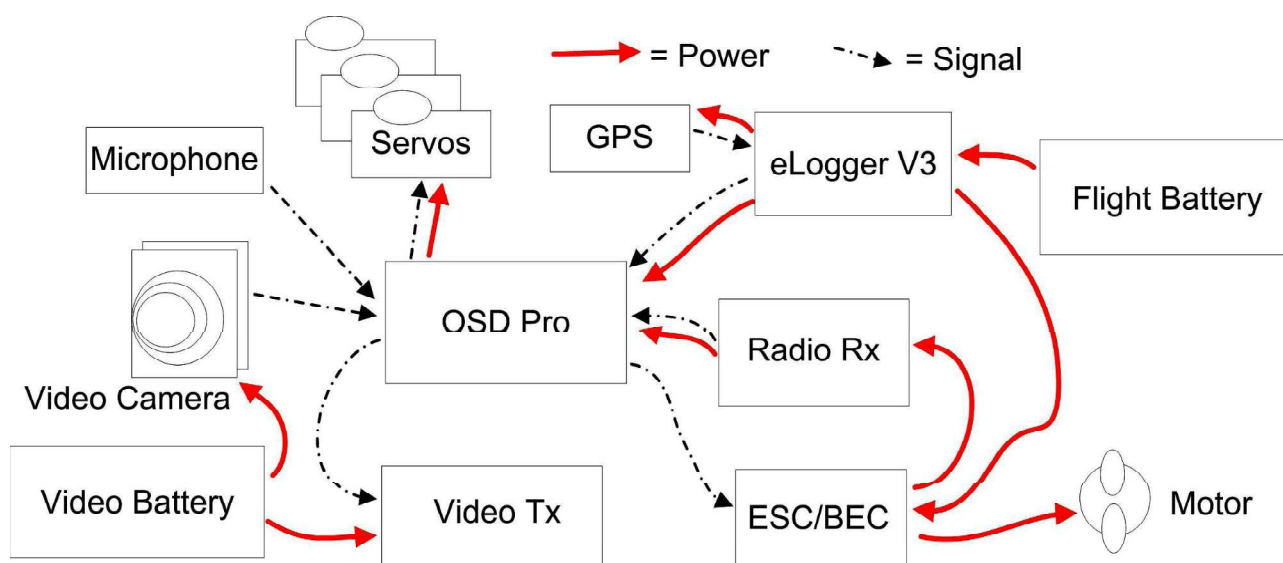 = Power
= Signal
Servos
GPS
eLogger V3
Microphone
Flight Battery
OSD Pro
Radio Rx
Video Camera
Video Battery
Video Tx
ESC/BEC
Motor